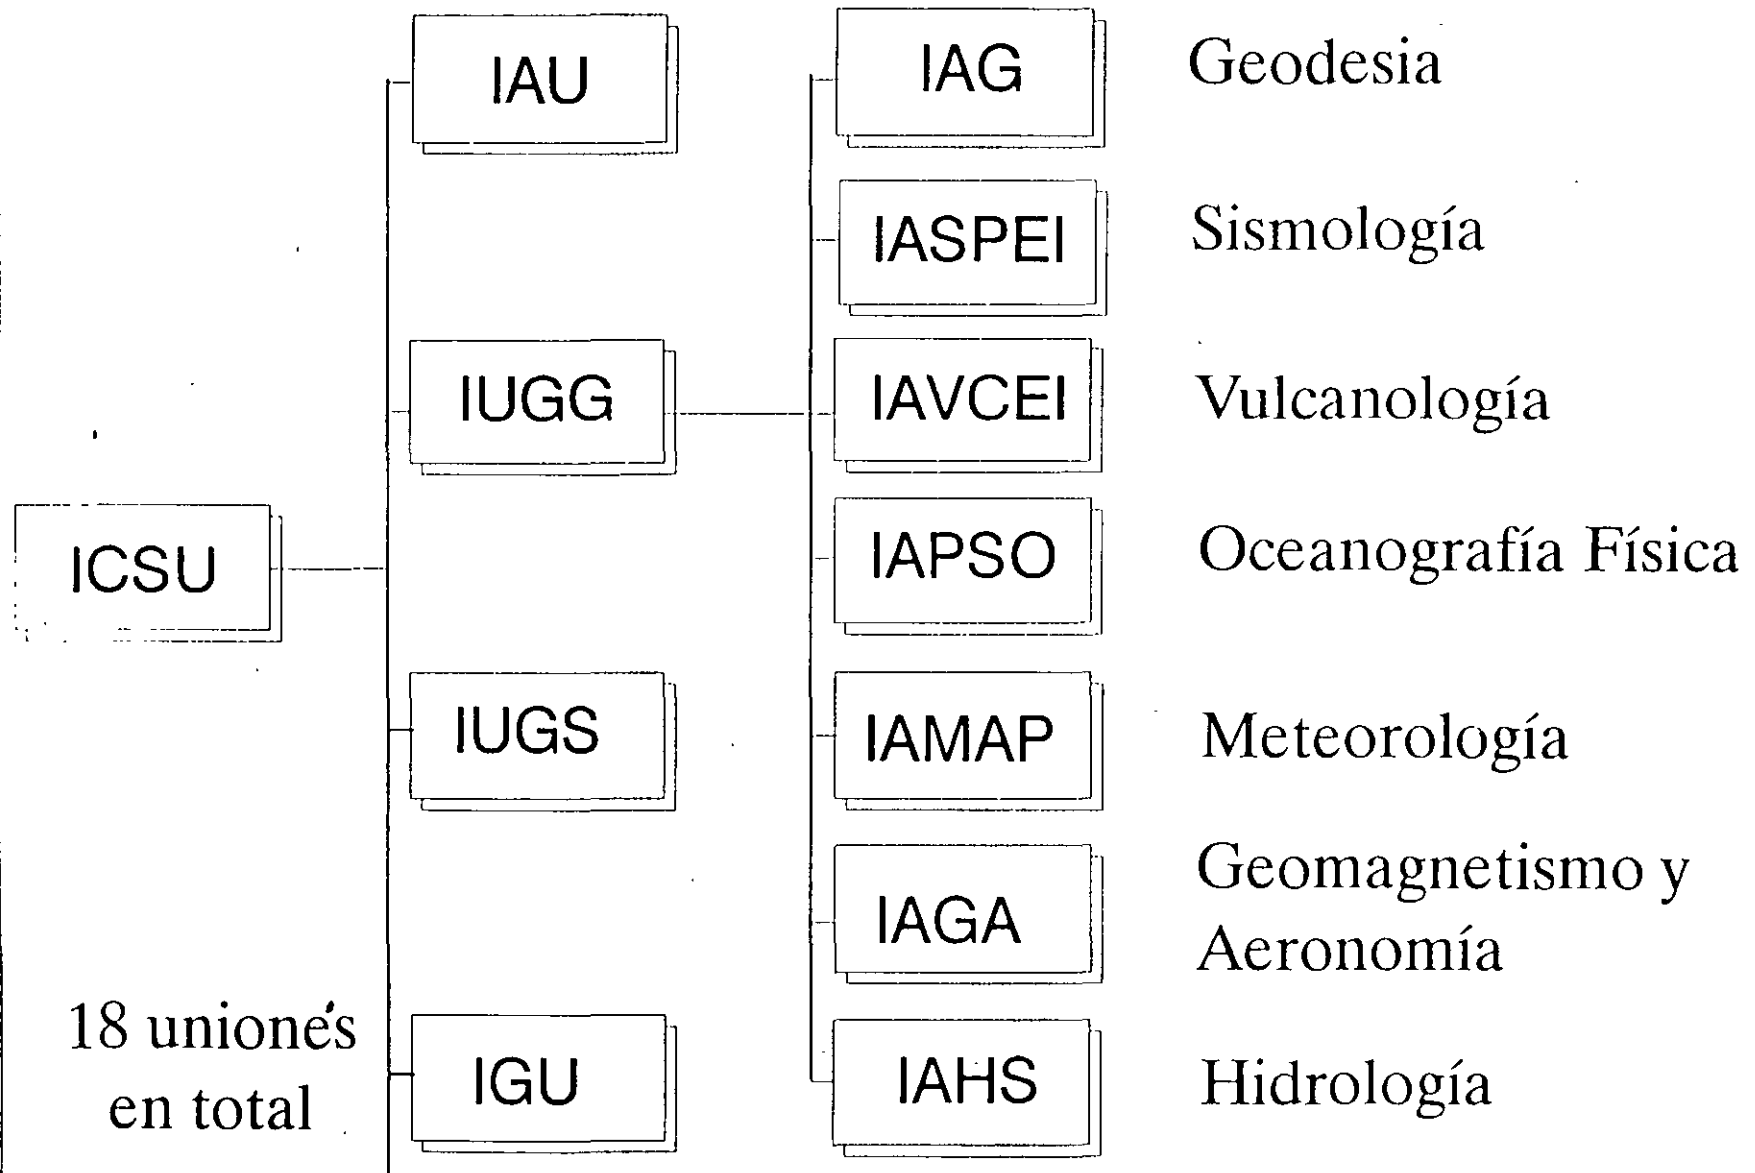 IAU
IAG
Geodesia
IASPEI
Sismología
IUGG
IAVCEI
Vulcanología
ICSU
IAPSO
Oceanografía Física
IUGS
IAMAP
Meteorología
IAGA
Geomagnetismo y
Aeronomía
18 uniones
en total
IGU
IAHS
Hidrología